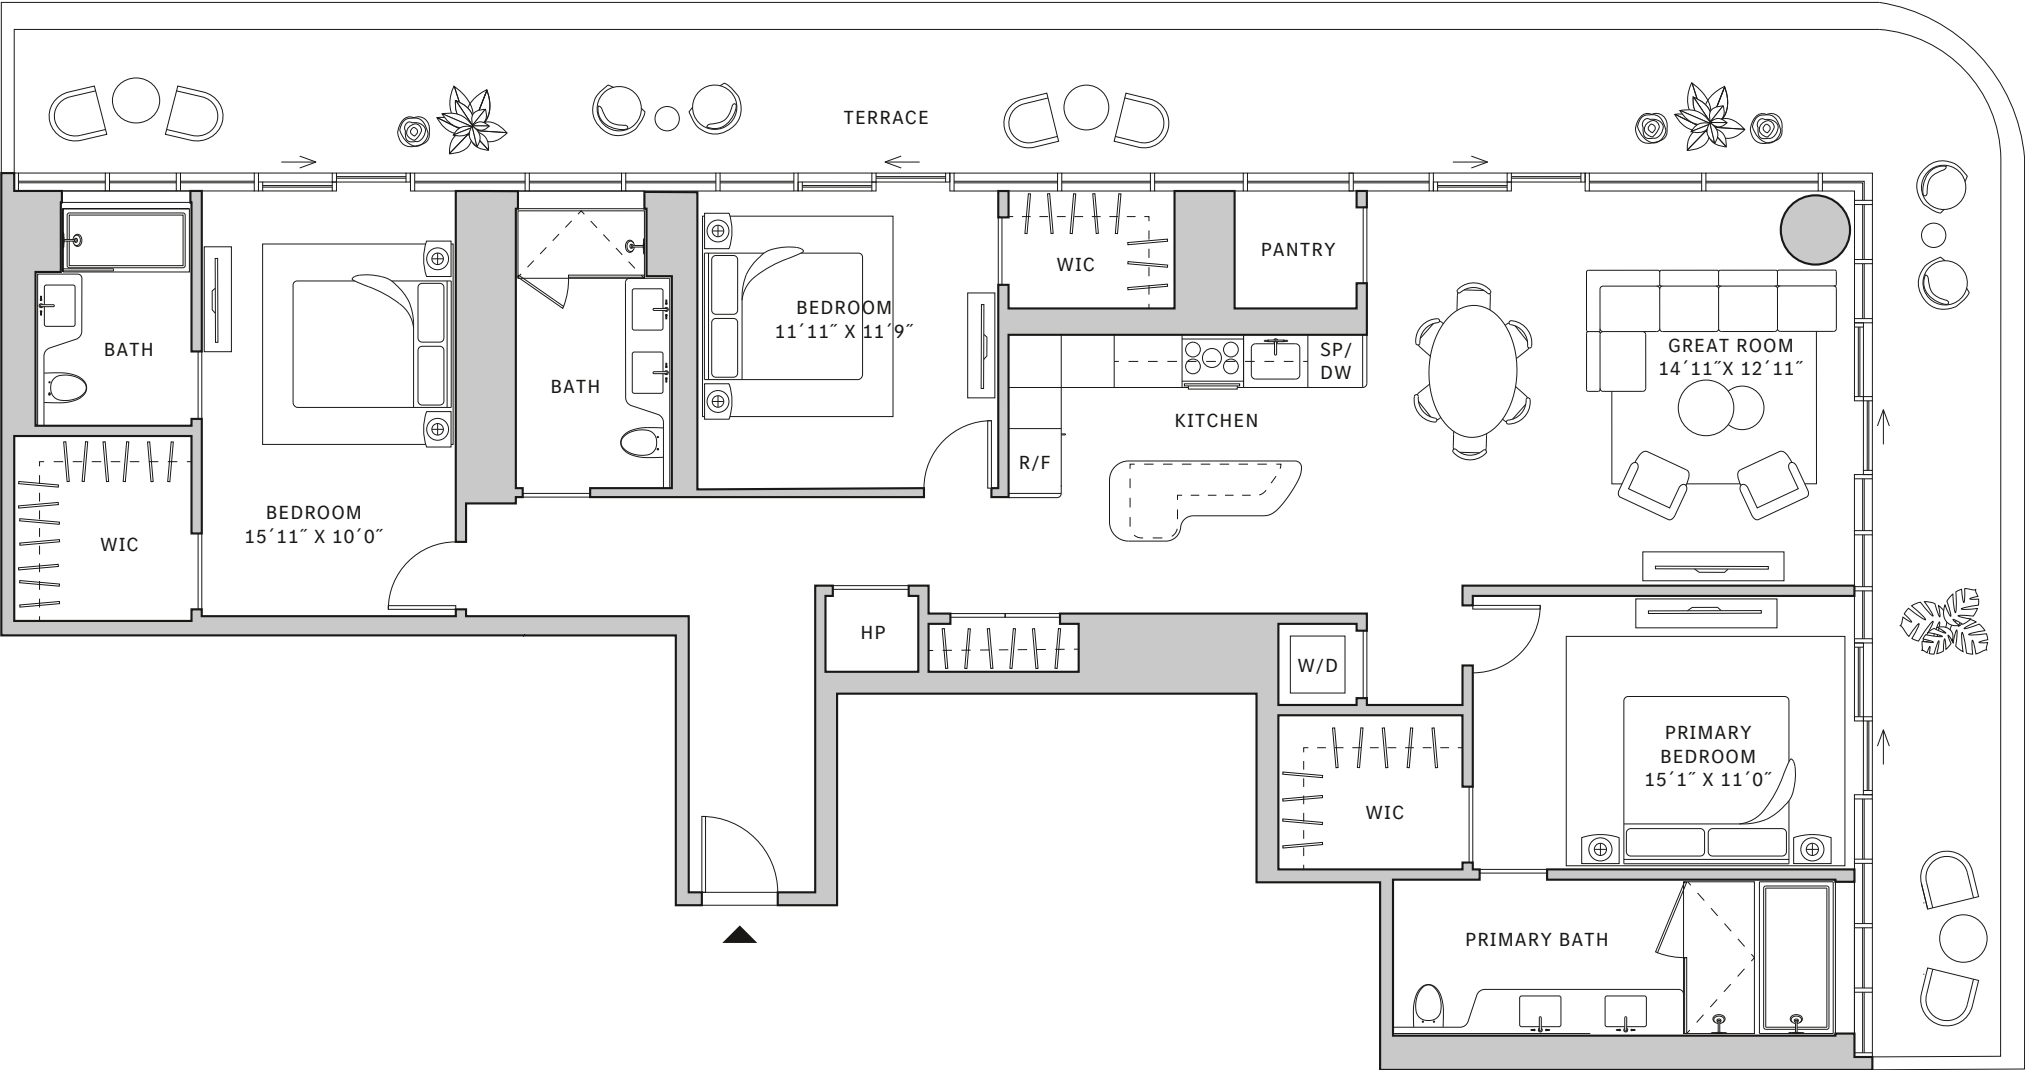 TERRACE
BATH
WIC
BEDROOM
15´11˝ X 10´0˝
BATH
BEDROOM
11´11˝ X 11´9˝
WIC
PANTRY
SP/
DW
KITCHEN
R/F
GREAT ROOM
14´11˝X 12´11˝
HP
W/D
WIC
PRIMARY
BEDROOM
15´1˝ X 11´0˝
PRIMARY BATH